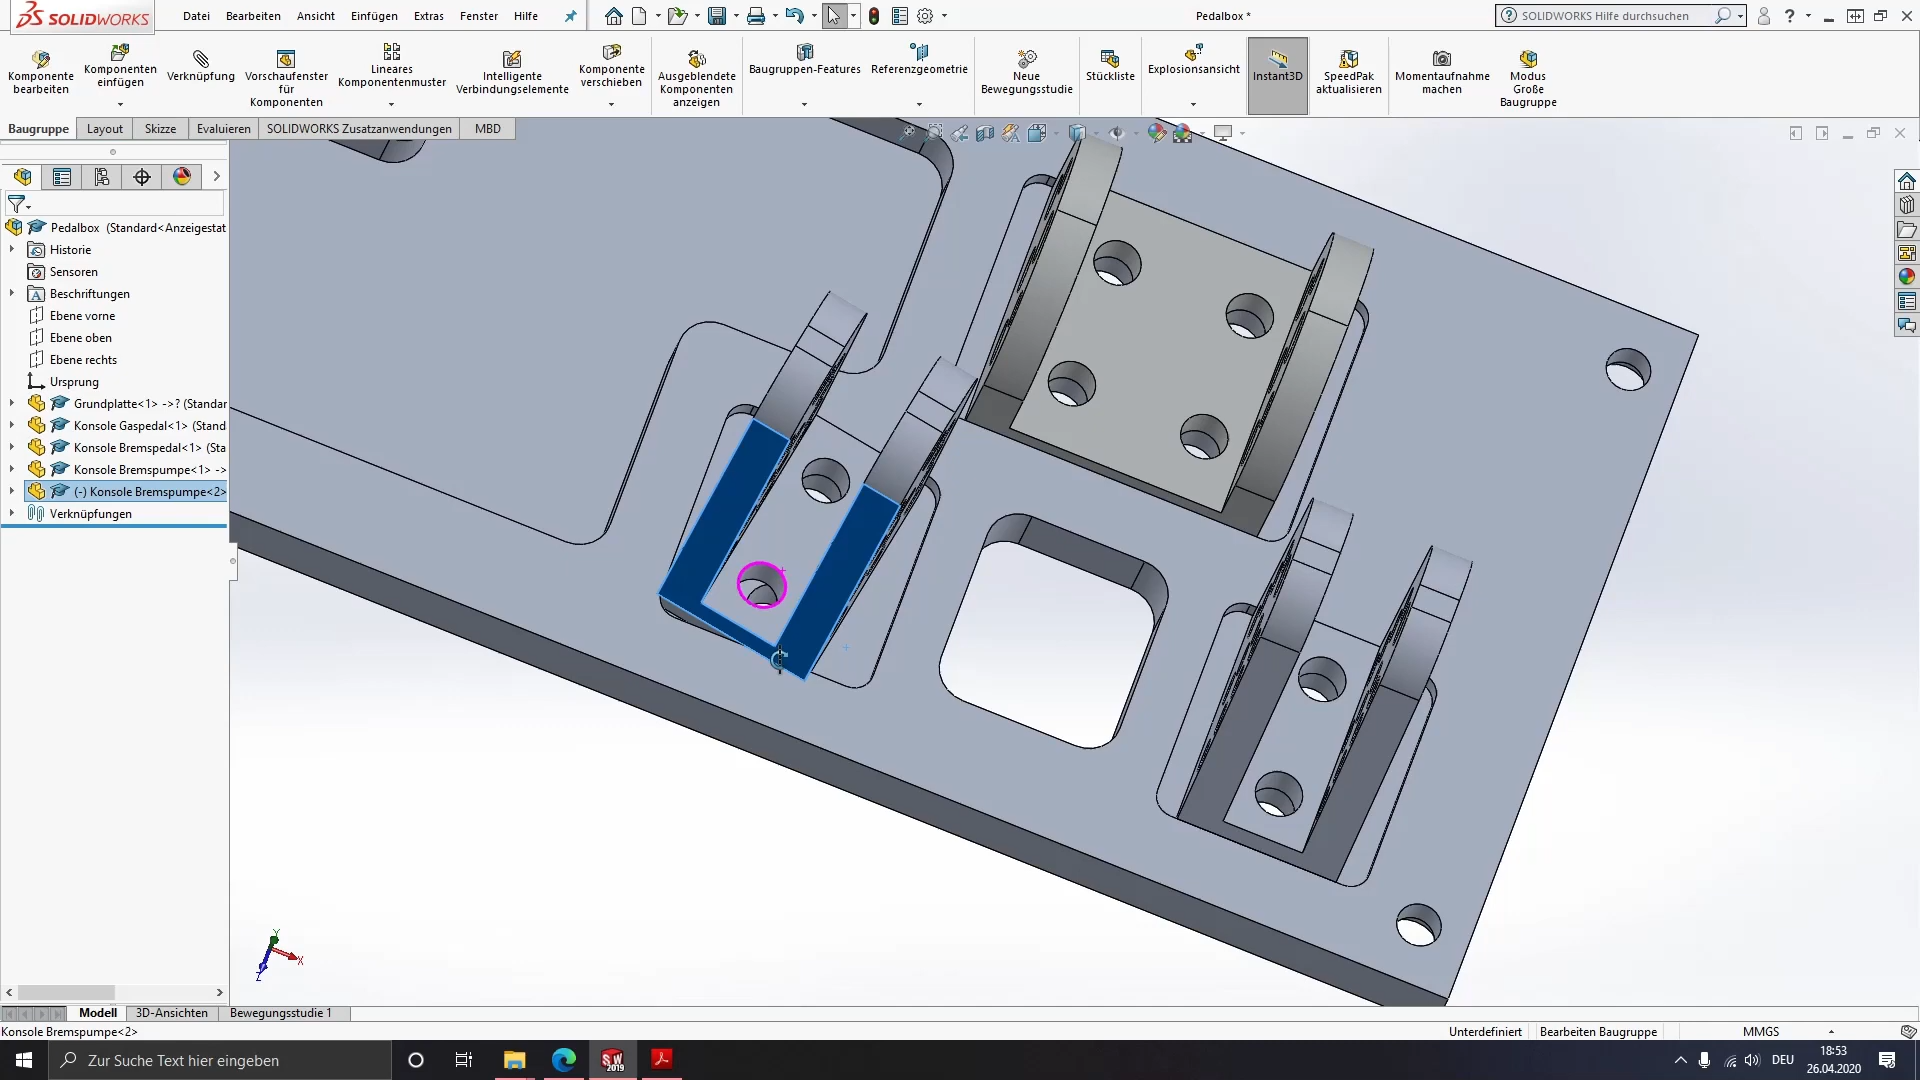 SOLIDWORKS
Datei Bearbeiten Ansicht Einfügen Extras Fenster Hilfe
Pedalbox *
SOLIDWORKS Hilfe durchsuchen
Komponente bearbeiten
Komponenten einfügen
Verknüpfung
Vorschaufenster für Komponenten
Lineares Komponentenmuster
Intelligente Verbindungselemente
Komponente verschieben
Ausgeblendete Komponenten anzeigen
Baugruppen-Features
Referenzgeometrie
Neue Bewegungsstudie
Stückliste
Explosionsansicht
Instant3D
SpeedPak aktualisieren
Momentaufnahme machen
Modus Große Baugruppe
Baugruppe Layout Skizze Evaluieren SOLIDWORKS Zusatzanwendungen MBD
Pedalbox (Standard<Anzeigestat
Historie
Sensoren
Beschriftungen
Ebene vorne
Ebene oben
Ebene rechts
Ursprung
Grundplatte<1> ->? (Standar
Konsole Gaspedal<1> (Stand
Konsole Bremspedal<1> (Sta
Konsole Bremspumpe<1> ->
(-) Konsole Bremspumpe<2>
Verknüpfungen
Y
X
Z
Modell 3D-Ansichten Bewegungsstudie 1
Konsole Bremspumpe<2>
Unterdefiniert Bearbeiten Baugruppe MMGS
Zur Suche Text hier eingeben
SW 2019
DEU
18:53
26.04.2020